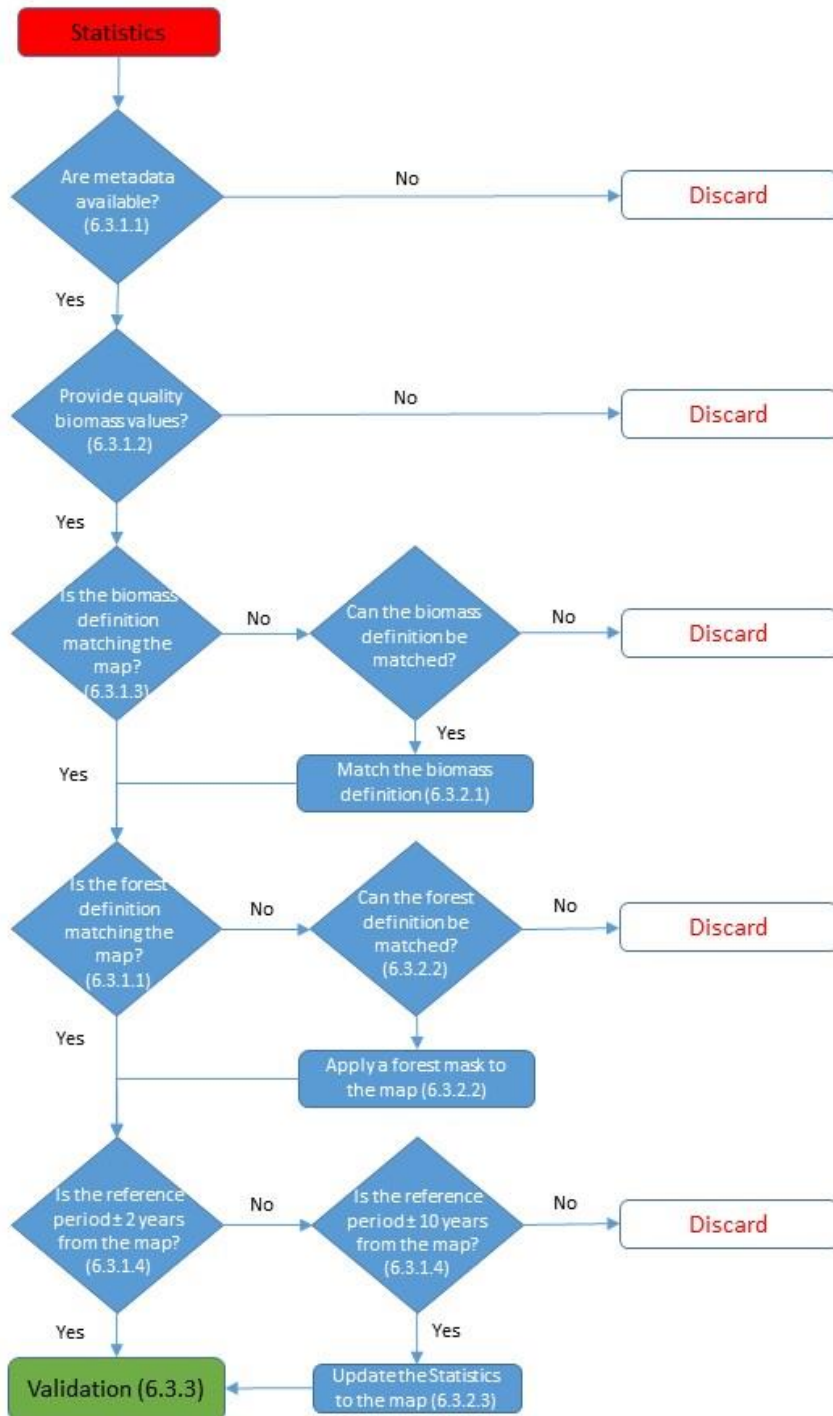 Statistics
Are metadata
available?
(6.3.1.1)
No
Discard
Yes
Provide quality
biomass values?
(6.3.1.2)
No
Discard
Yes
Is the biomass
definition
matching the
map?
(6.3.1.3)
No
Can the biomass
definition be
matched?
No
Discard
Yes
Match the biomass
definition (6.3.2.1)
Yes
Is the forest
definition
matching the
map?
(6.3.1.1)
No
Can the forest
definition be
matched?
(6.3.2.2)
No
Discard
Yes
Apply a forest mask to
the map (6.3.2.2)
Is the reference
period ± 2 years
from the map?
(6.3.1.4)
No
Is the reference
period ± 10 years
from the map?
(6.3.1.4)
No
Discard
Yes
Yes
Validation (6.3.3)
Update the Statistics
to the map (6.3.2.3)